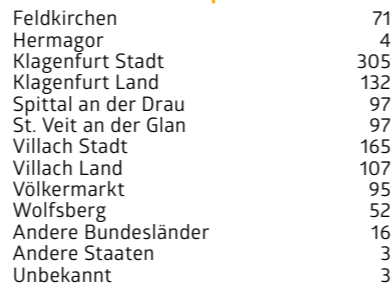 Feldkirchen 71
Hermagor 4
Klagenfurt Stadt 305
Klagenfurt Land 132
Spittal an der Drau 97
St. Veit an der Glan 97
Villach Stadt 165
Villach Land 107
Völkermarkt 95
Wolfsberg 52
Andere Bundesländer 16
Andere Staaten 3
Unbekannt 3